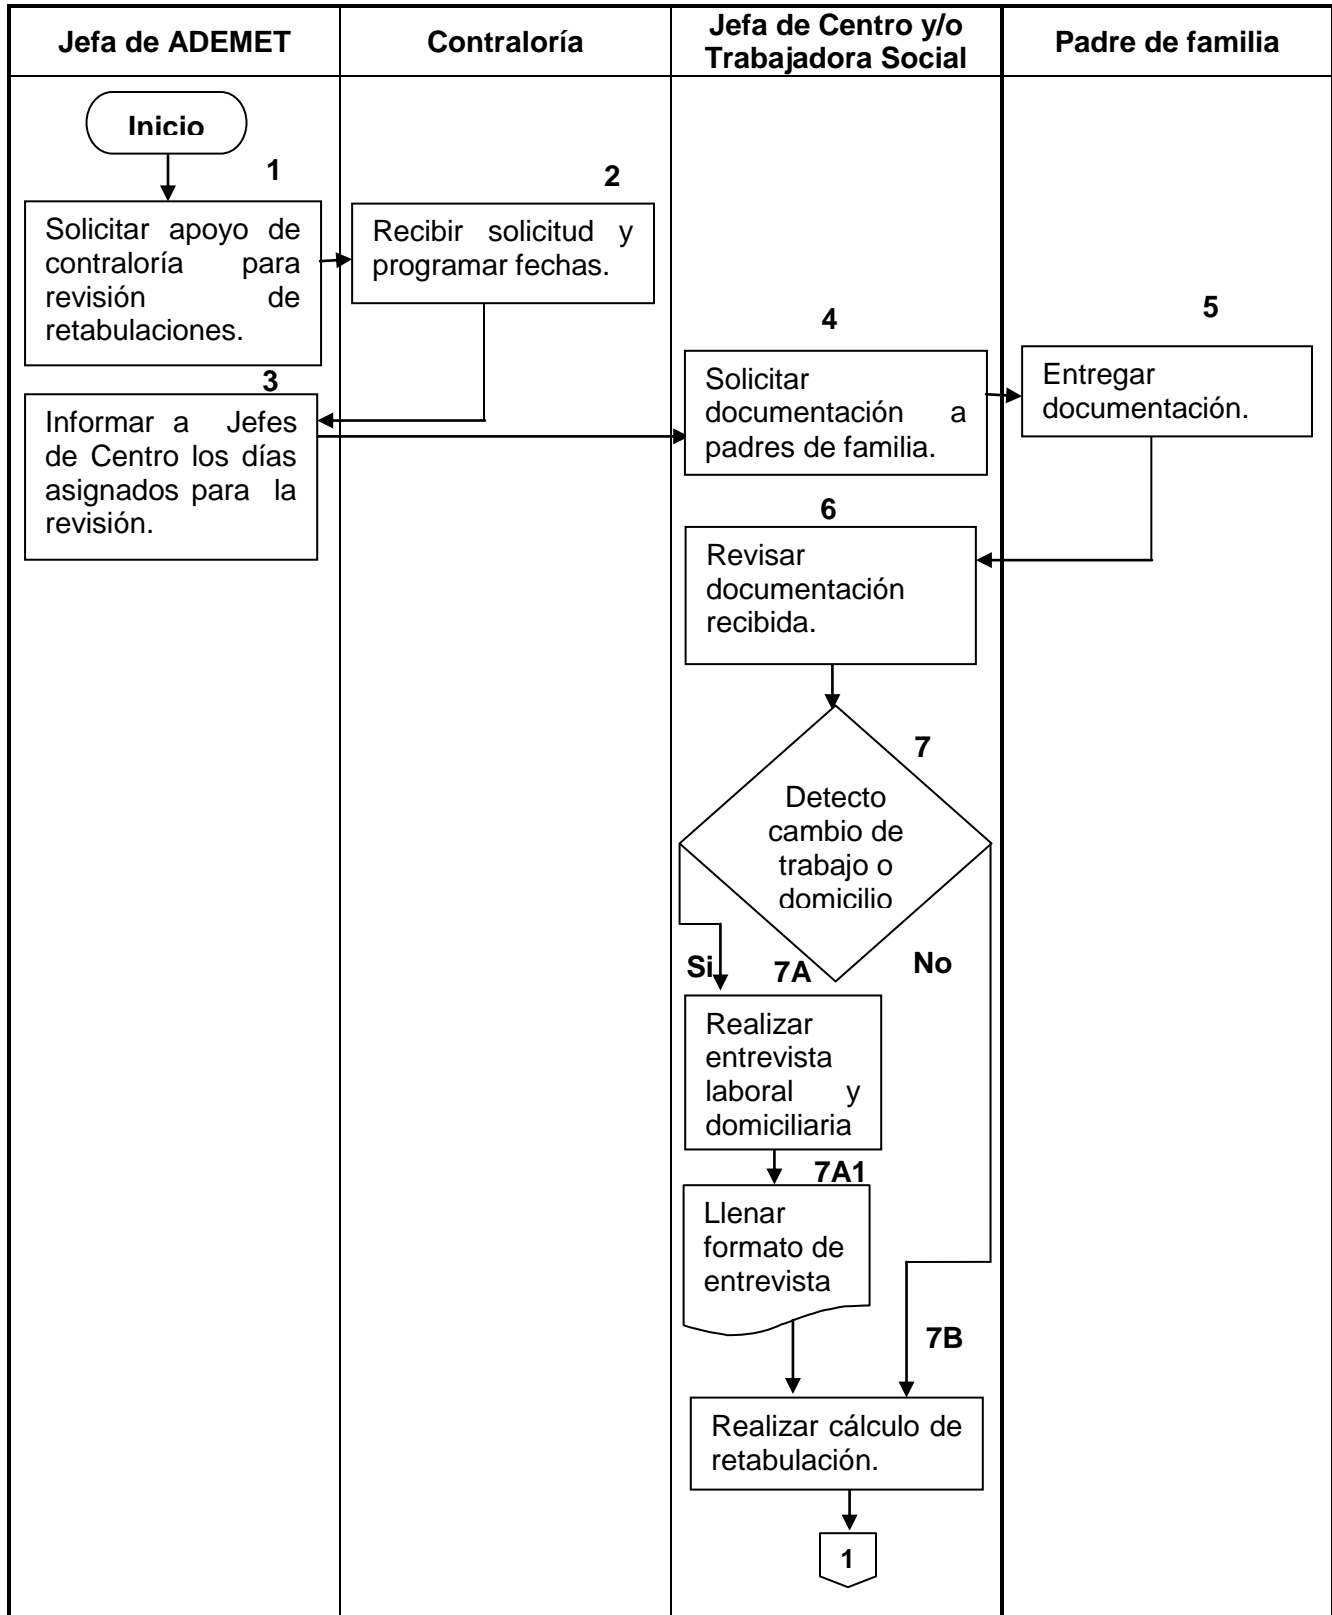 Jefa de ADEMET
Contraloría
Jefa de Centro y/o
Trabajadora Social
Padre de familia
Inicio
1
Solicitar apoyo de
contraloría para
revisión de
retabulaciones.
2
Recibir solicitud y
programar fechas.
3
Informar a Jefes
de Centro los días
asignados para la
revisión.
4
Solicitar
documentación a
padres de familia.
5
Entregar
documentación.
6
Revisar
documentación
recibida.
7
Detecto
cambio de
trabajo o
domicilio
Si
7A
No
Realizar
entrevista
laboral y
domiciliaria
7A1
Llenar
formato de
entrevista
7B
Realizar cálculo de
retabulación.
1